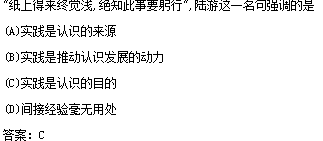 “纸上得来终觉浅,绝知此事要躬行”,陆游这一名句强调的是
(A)实践是认识的来源
(B)实践是推动认识发展的动力
(C)实践是认识的目的
(D)间接经验毫无用处
答案：C